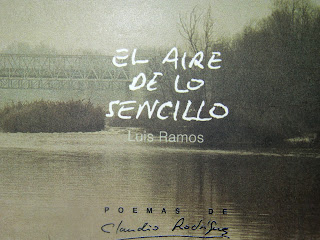 EL AIRE
DE LO
SENCILLO
Luis Ramos
POEMAS DE
Claudio Rodríguez